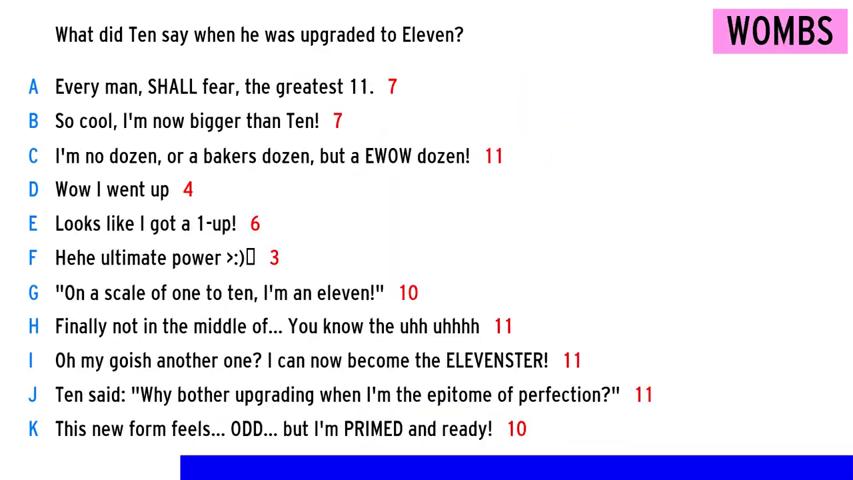 What did Ten say when he was upgraded to Eleven?
WOMBS
A Every man, SHALL fear, the greatest 11. 7
B So cool, I'm now bigger than Ten! 7
C I'm no dozen, or a bakers dozen, but a EWOW dozen! 11
D Wow I went up 4
E Looks like I got a 1-up! 6
F Hehe ultimate power >:)▯ 3
G "On a scale of one to ten, I'm an eleven!" 10
H Finally not in the middle of... You know the uhh uhhhh 11
I Oh my goish another one? I can now become the ELEVENSTER! 11
J Ten said: "Why bother upgrading when I'm the epitome of perfection?" 11
K This new form feels... ODD... but I'm PRIMED and ready! 10